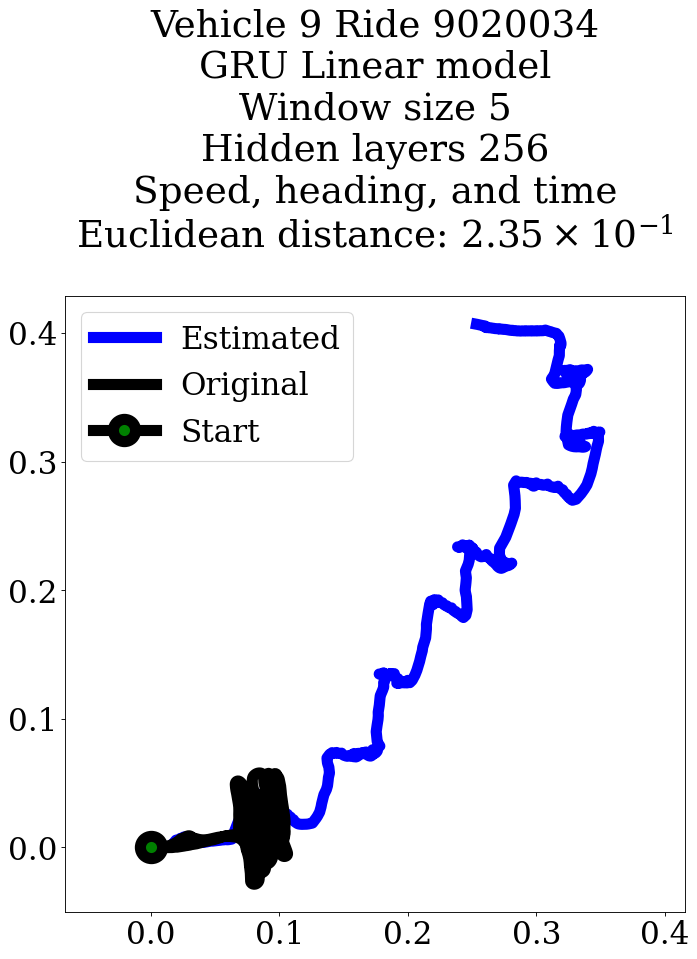 Vehicle 9 Ride 9020034
GRU Linear model
Window size 5
Hidden layers 256
Speed, heading, and time
Euclidean distance: 2.35 × 10⁻¹
Estimated
Original
Start
0.4
0.3
0.2
0.1
0.0
0.0 0.1 0.2 0.3 0.4